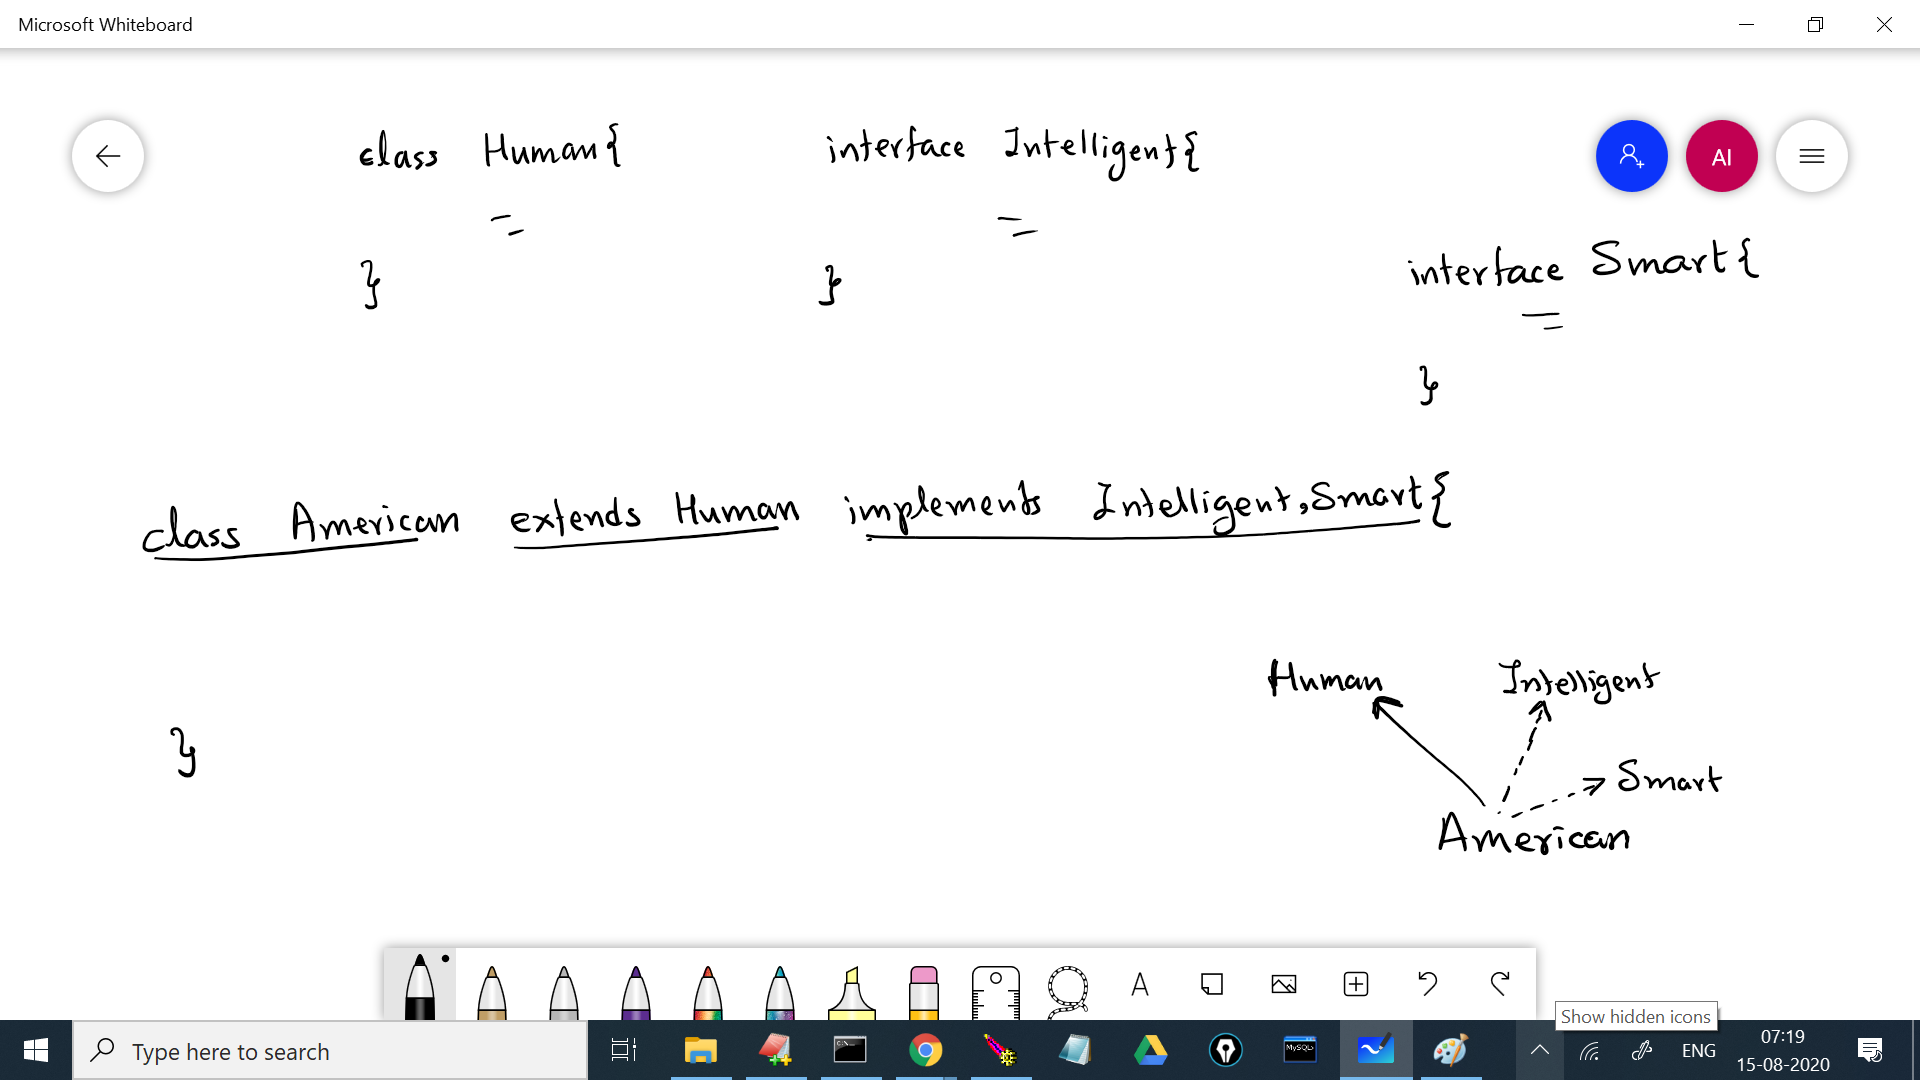 Microsoft Whiteboard
class Human{
interface Intelligent{
AI
}
}
interface Smart{
}
class American extends Human implements Intelligent,Smart{
}
Human
Intelligent
Smart
American
A
Show hidden icons
Type here to search
MySQL
ENG
07:19
15-08-2020